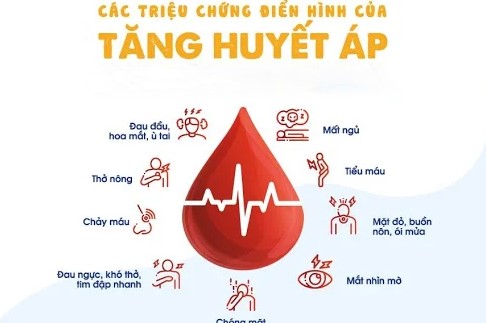 CÁC TRIỆU CHỨNG ĐIỂN HÌNH CỦA
TĂNG HUYẾT ÁP
Đau đầu,
hoa mắt, ù tai
Mất ngủ
Thở nông
Tiểu máu
Chảy máu
Mặt đỏ, buồn
nôn, ói mửa
Đau ngực, khó thở,
tim đập nhanh
Mắt nhìn mờ
Chóng mặt